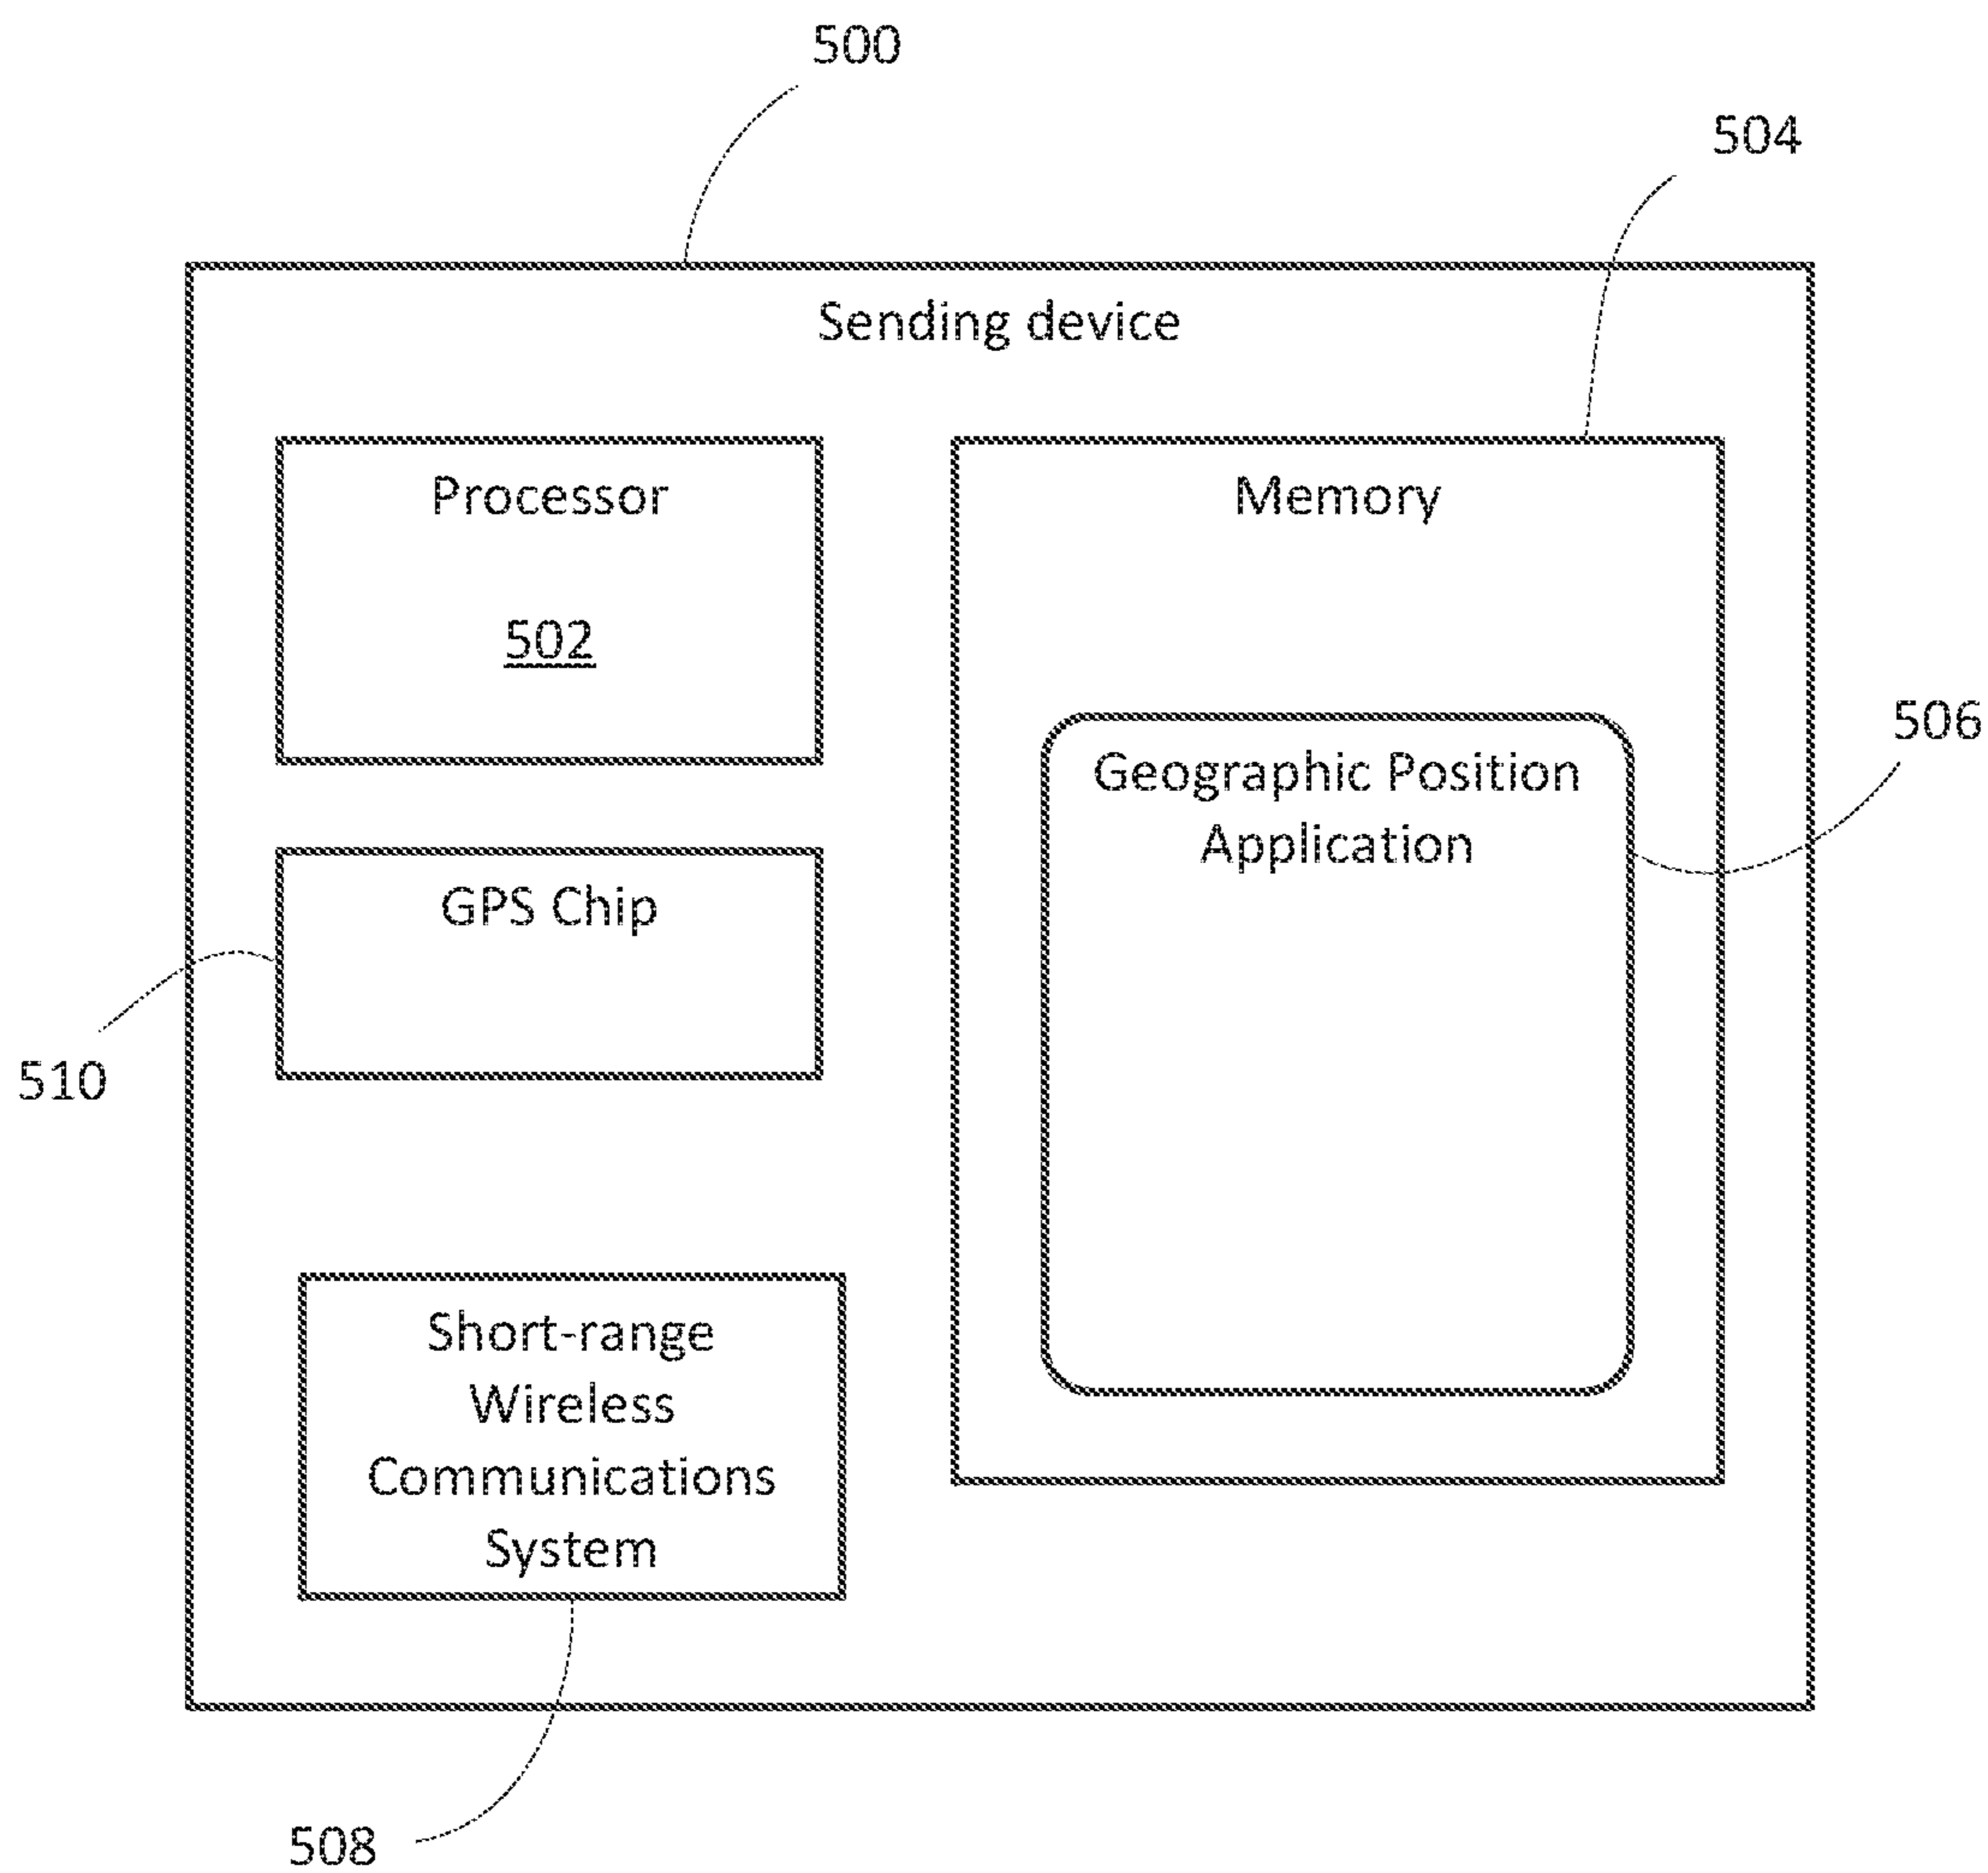 500
504
Sending device
Processor
502
Memory
506
Geographic Position
Application
GPS Chip
510
Short-range
Wireless
Communications
System
508